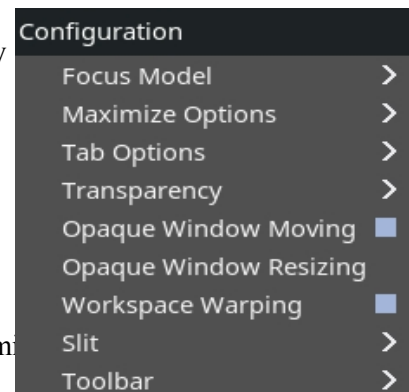 Configuration
Focus Model
Maximize Options
Tab Options
Transparency
Opaque Window Moving
Opaque Window Resizing
Workspace Warping
Slit
Toolbar